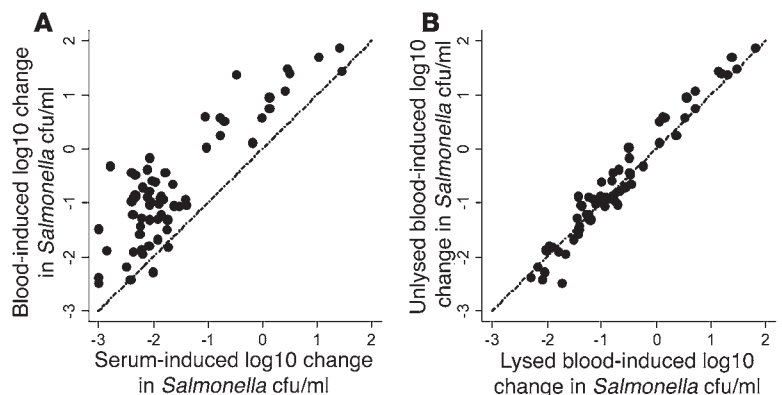 A
Blood-induced log10 change
in Salmonella cfu/ml
2
1
0
-1
-2
-3
-3 -2 -1 0 1 2
Serum-induced log10 change
in Salmonella cfu/ml
B
Unlysed blood-induced log10
change in Salmonella cfu/ml
2
1
0
-1
-2
-3
-3 -2 -1 0 1 2
Lysed blood-induced log10
change in Salmonella cfu/ml